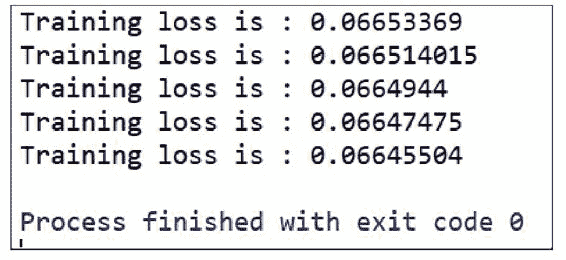 Training loss is : 0.06653369
Training loss is : 0.066514015
Training loss is : 0.0664944
Training loss is : 0.06647475
Training loss is : 0.06645504
Process finished with exit code 0